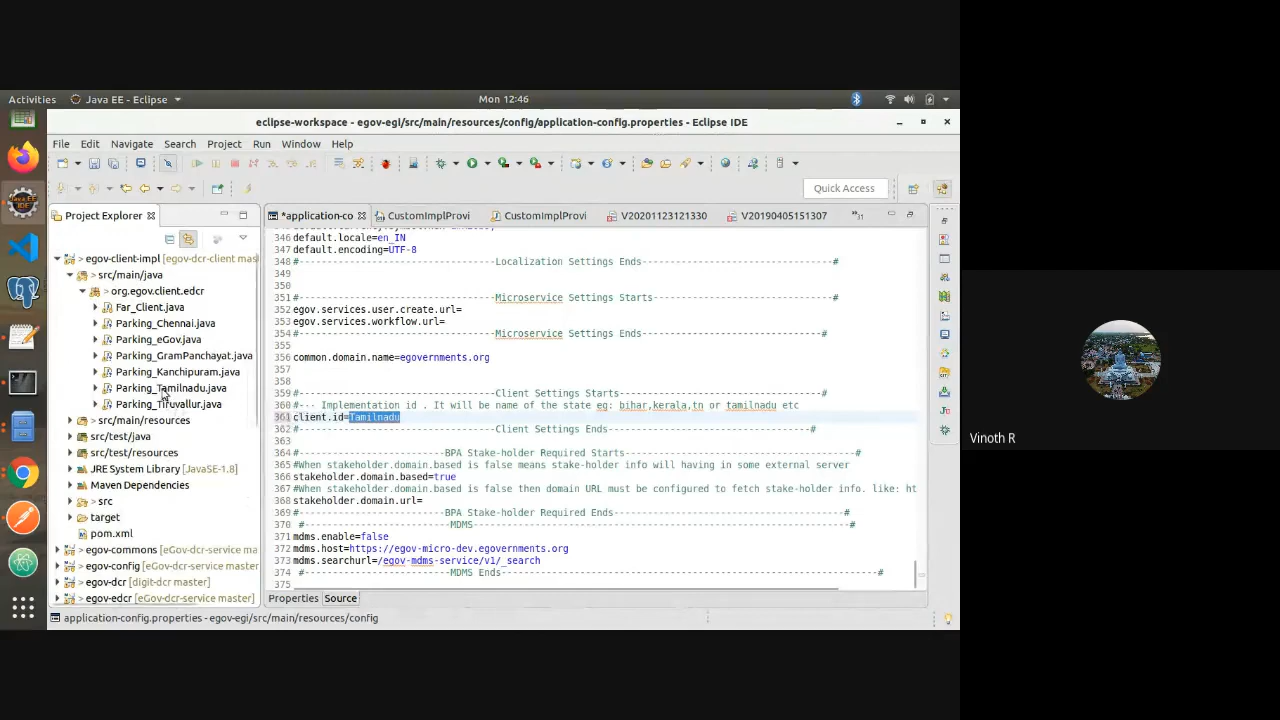 Activities
Java EE - Eclipse
Mon 12:46
eclipse-workspace - egov-egi/src/main/resources/config/application-config.properties - Eclipse IDE
File Edit Navigate Search Project Run Window Help
Quick Access
Project Explorer
egov-client-impl [egov-dcr-client mas
src/main/java
org.egov.client.edcr
Far_Client.java
Parking_Chennai.java
Parking_eGov.java
Parking_GramPanchayat.java
Parking_Kanchipuram.java
Parking_Tamilnadu.java
Parking_Tiruvallur.java
> src/main/resources
src/test/java
src/test/resources
JRE System Library [JavaSE-1.8]
Maven Dependencies
> src
target
pom.xml
> egov-commons [eGov-dcr-service ma
> egov-config [eGov-dcr-service master
> egov-dcr [digit-dcr master]
> egov-edcr [eGov-dcr-service master]
*application-co
CustomImplProvi
CustomImplProvi
V20201123121330
V20190405151307
»31
346 default.locale=en_IN
347 default.encoding=UTF-8
348 #-----------------------------------Localization Settings Ends-----------------------------------#
349
350
351 #-----------------------------------Microservice Settings Starts------------------------------#
352 egov.services.user.create.url=
353 egov.services.workflow.url=
354 #-----------------------------------Microservice Settings Ends--------------------------------#
355
356 common.domain.name=egovernments.org
357
358
359 #-----------------------------------Client Settings Starts------------------------------------#
360 #--- Implementation id . It will be name of the state eg: bihar,kerala,tn or tamilnadu etc
361 client.id=Tamilnadu
362 #-----------------------------------Client Settings Ends------------------------------------#
363
364 #---------------------------BPA Stake-holder Required Starts-----------------------------------#
365 #When stakeholder.domain.based is false means stake-holder info will having in some external server
366 stakeholder.domain.based=true
367 #When stakeholder.domain.based is false then domain URL must be configured to fetch stake-holder info. like: ht
368 stakeholder.domain.url=
369 #---------------------------BPA Stake-holder Required Ends-----------------------------------#
370 #---------------------------MDMS-----------------------------------#
371 mdms.enable=false
372 mdms.host=https://egov-micro-dev.egovernments.org
373 mdms.searchurl=/egov-mdms-service/v1/_search
374 #---------------------------MDMS Ends-----------------------------------#
375
Properties Source
application-config.properties - egov-egi/src/main/resources/config
Vinoth R